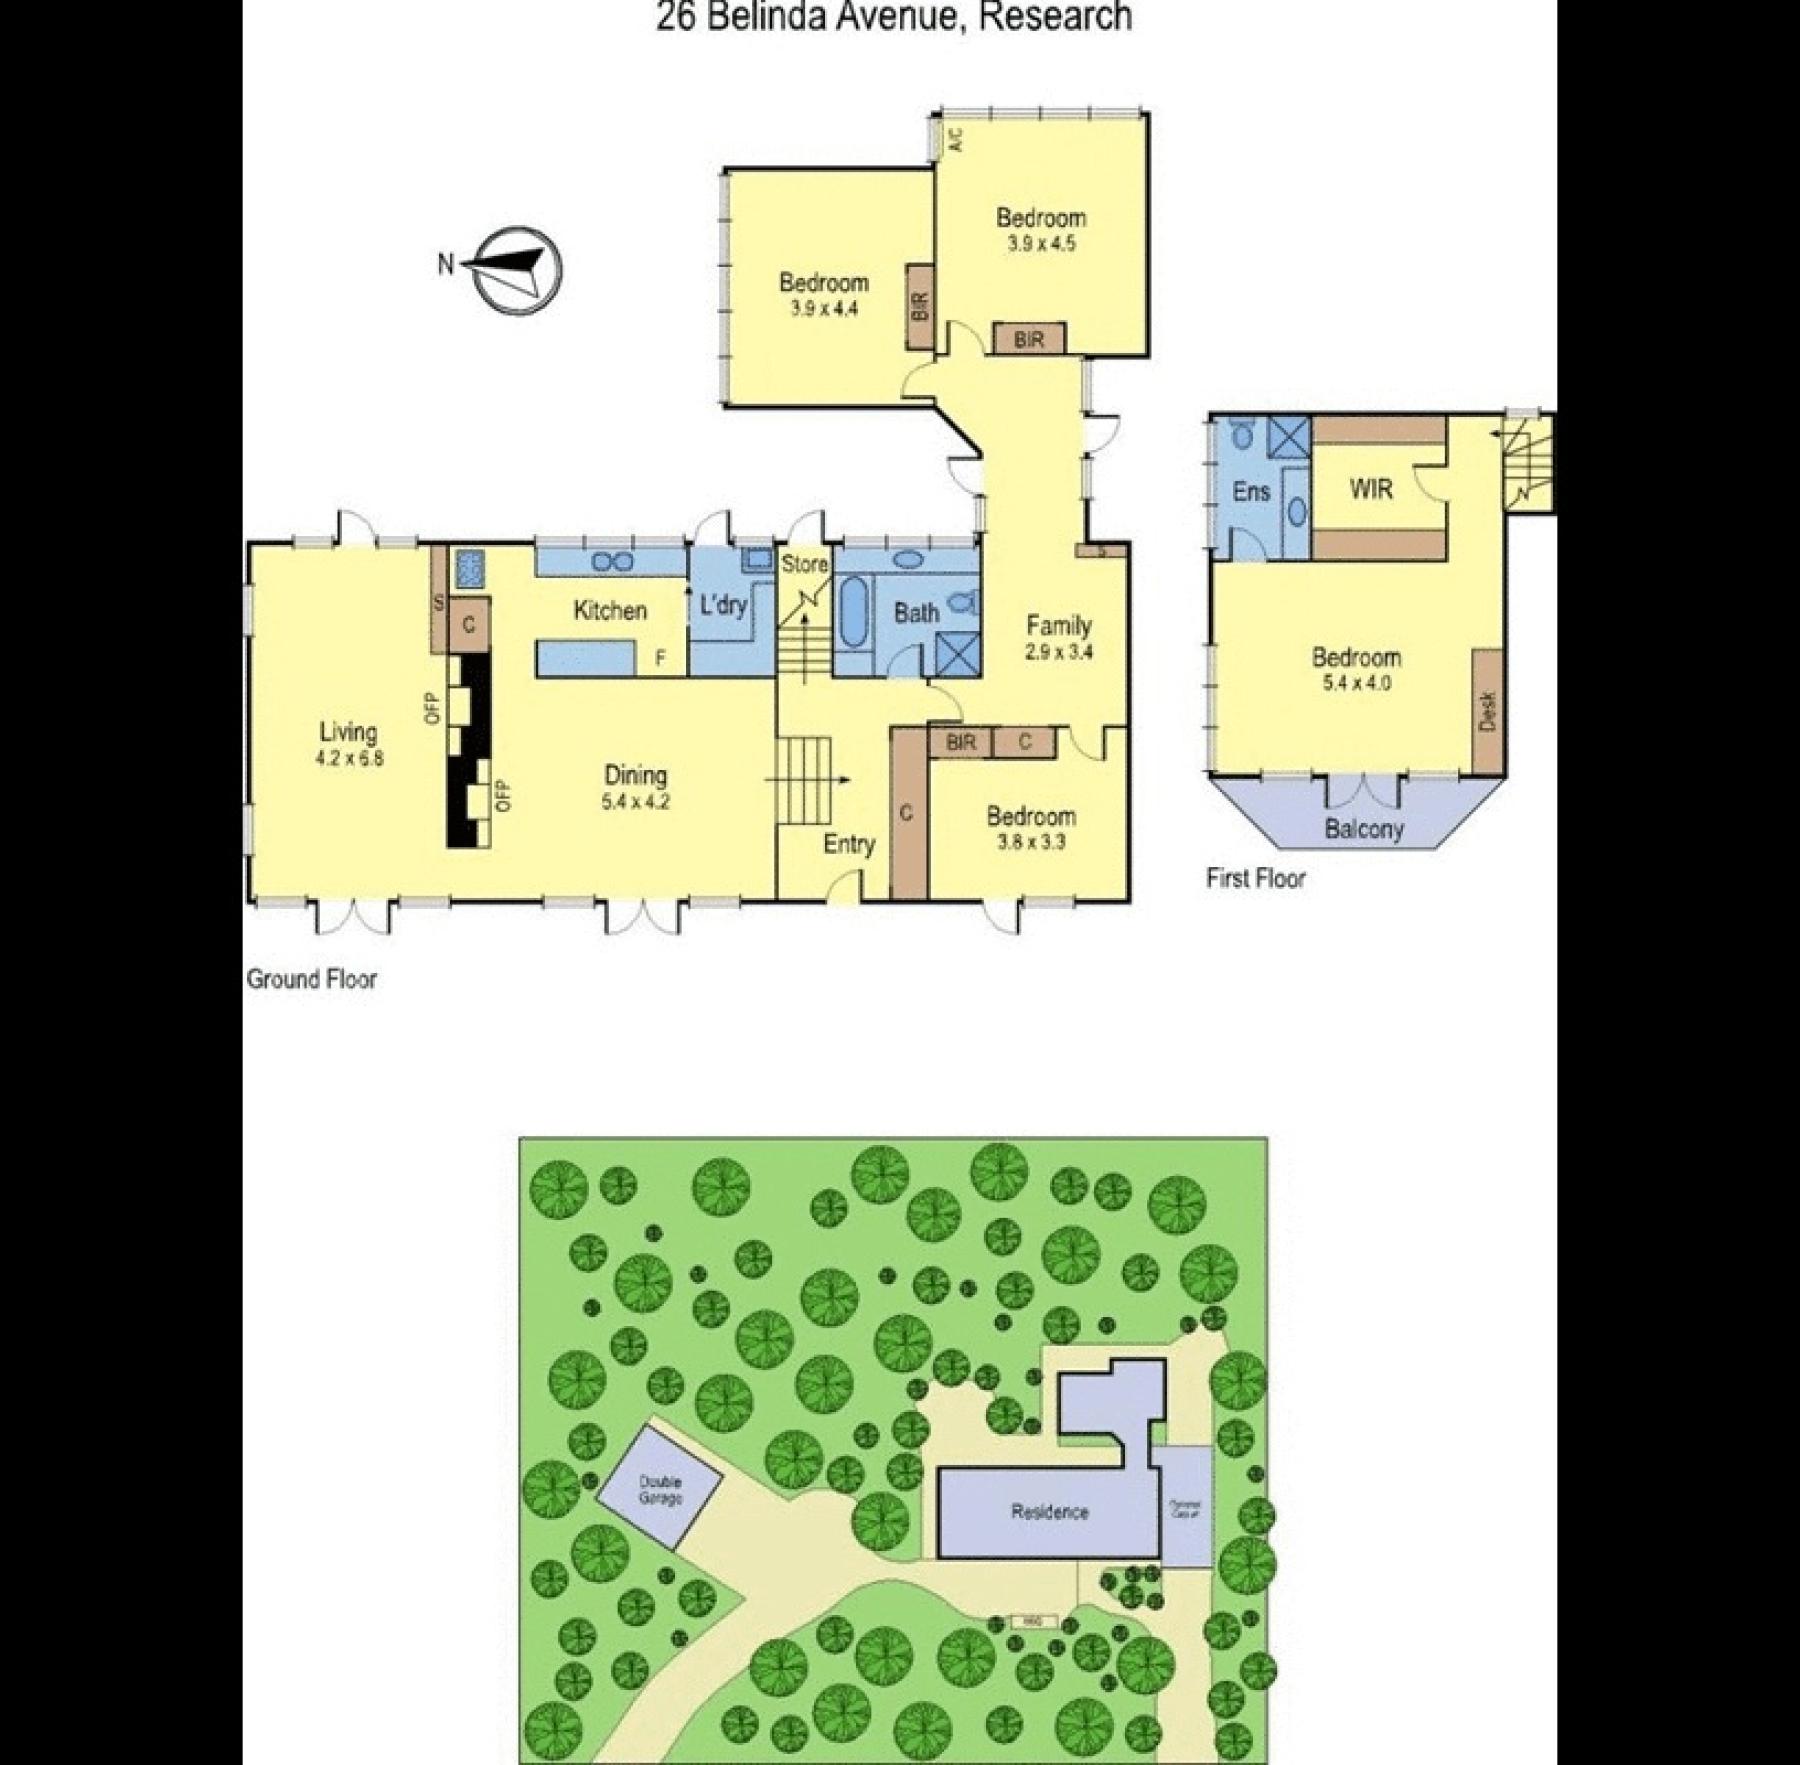 26 Belinda Avenue, Research
A/C
Bedroom
3.9 x 4.5
BIR
N
Bedroom
3.9 x 4.4
BIR
Ens
WIR
N
Bedroom
5.4 x 4.0
Desk
Balcony
First Floor
S
C
Kitchen
F
L'dry
Store
N
Bath
S
Family
2.9 x 3.4
OFP
Living
4.2 x 6.8
OFP
Dining
5.4 x 4.2
Entry
C
BIR
C
Bedroom
3.8 x 3.3
Ground Floor
Double
Garage
Residence